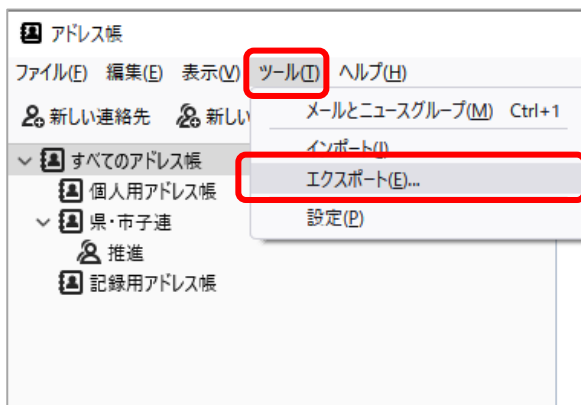 アドレス帳
ファイル(F) 編集(E) 表示(V) ツール(T) ヘルプ(H)
新しい連絡先 新しい
メールとニュースグループ(M) Ctrl+1
インポート(I)
エクスポート(E)...
設定(P)
すべてのアドレス帳
個人用アドレス帳
県・市子連
推進
記録用アドレス帳